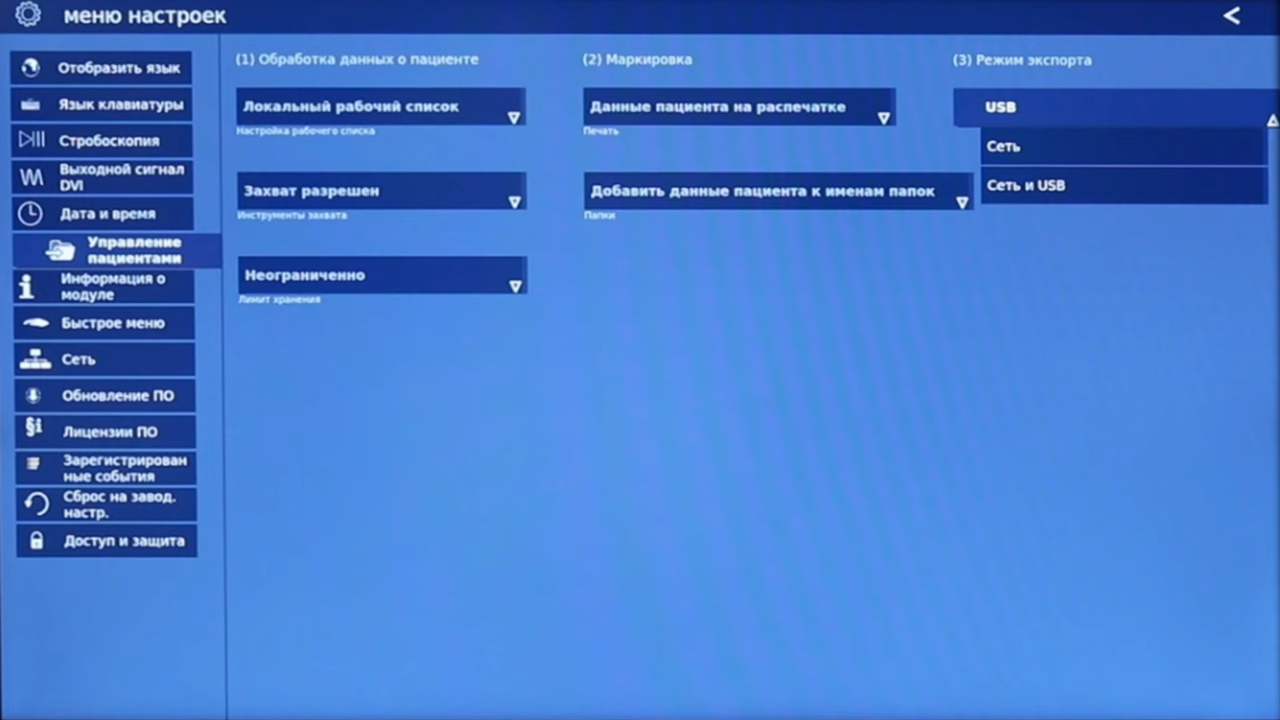 меню настроек
Отобразить язык
Язык клавиатуры
Стробоскопия
Выходной сигнал
DVI
Дата и время
Управление
пациентами
Информация о
модуле
Быстрое меню
Сеть
Обновление ПО
Лицензии ПО
Зарегистрирован
ные события
Сброс на завод.
настр.
Доступ и защита
(1) Обработка данных о пациенте
Локальный рабочий список
Настройка рабочего списка
Захват разрешен
Инструменты захвата
Неограниченно
Лимит хранения
(2) Маркировка
Данные пациента на распечатке
Печать
Добавить данные пациента к именам папок
Папки
(3) Режим экспорта
USB
Сеть
Сеть и USB